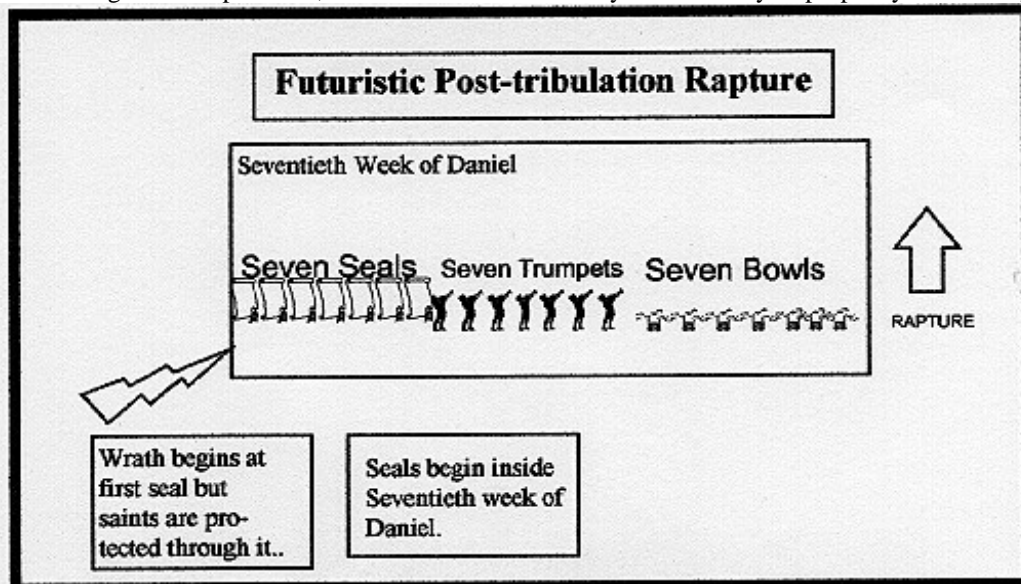 Futuristic Post-tribulation Rapture
Seventieth Week of Daniel
Seven Seals Seven Trumpets Seven Bowls
RAPTURE
Wrath begins at
first seal but
saints are pro-
tected through it..
Seals begin inside
Seventieth week of
Daniel.